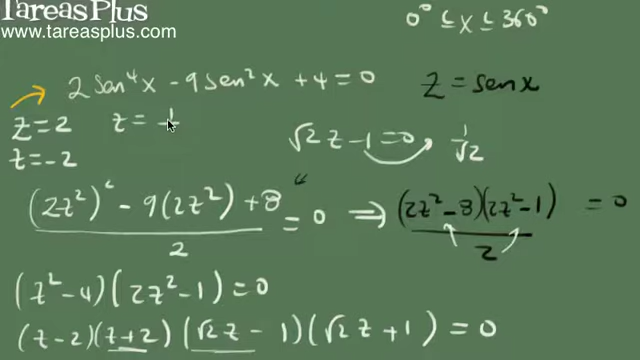 TareasPlus
www.tareasplus.com
0° ≤ x ≤ 360°
2 sen⁴x - 9 sen²x + 4 = 0
z = sen x
z = 2
z = 1
z = -2
√2 z - 1 = 0
1/√2
((2z²)² - 9(2z²) + 8)/2 = 0 ⇒ ((2z² - 8)(2z² - 1))/2 = 0
(z² - 4)(2z² - 1) = 0
(z - 2)(z + 2)(√2 z - 1)(√2 z + 1) = 0